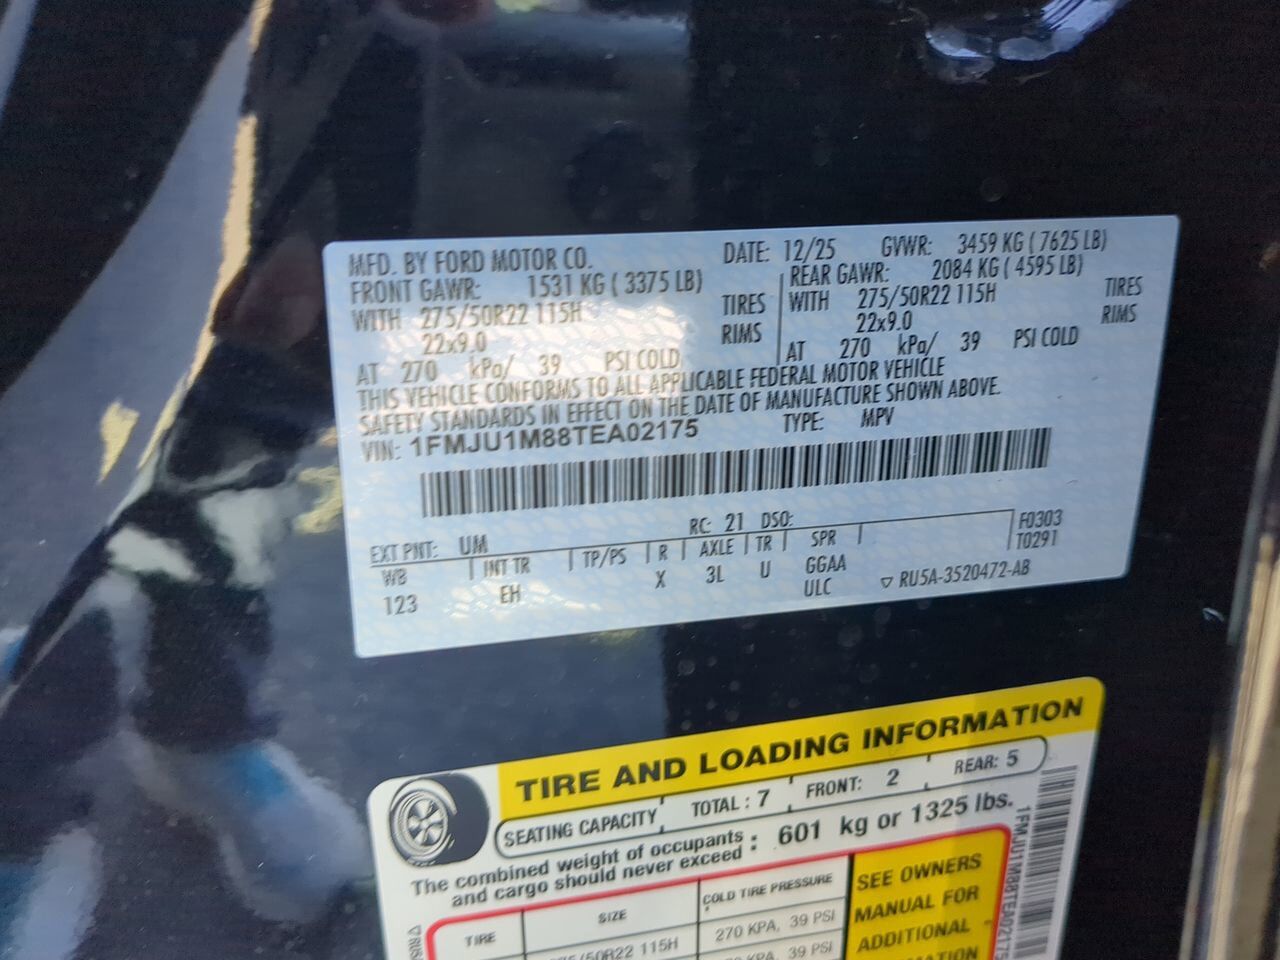 MFD. BY FORD MOTOR CO. DATE: 12/25 GVWR: 3459 KG ( 7625 LB)
FRONT GAWR: 1531 KG ( 3375 LB) REAR GAWR: 2084 KG ( 4595 LB)
WITH 275/50R22 115H TIRES WITH 275/50R22 115H TIRES
22x9.0 RIMS 22x9.0 RIMS
AT 270 kPa/ 39 PSI COLD AT 270 kPa/ 39 PSI COLD
THIS VEHICLE CONFORMS TO ALL APPLICABLE FEDERAL MOTOR VEHICLE
SAFETY STANDARDS IN EFFECT ON THE DATE OF MANUFACTURE SHOWN ABOVE.
VIN: 1FMJU1M88TEA02175 TYPE: MPV
EXT PNT: UM RC: 21 DSO: F0303
WB INT TR TP/PS R AXLE TR SPR T0291
123 EH X 3L U GGAA
ULC ▽ RU5A-3520472-AB
TIRE AND LOADING INFORMATION
SEATING CAPACITY TOTAL : 7 FRONT: 2 REAR: 5
The combined weight of occupants and cargo should never exceed : 601 kg or 1325 lbs.
TIRE SIZE COLD TIRE PRESSURE
/50R22 115H 270 KPA, 39 PSI
KPA, 39 PSI
SEE OWNERS
MANUAL FOR
ADDITIONAL
1FMJU1M88TEA02175